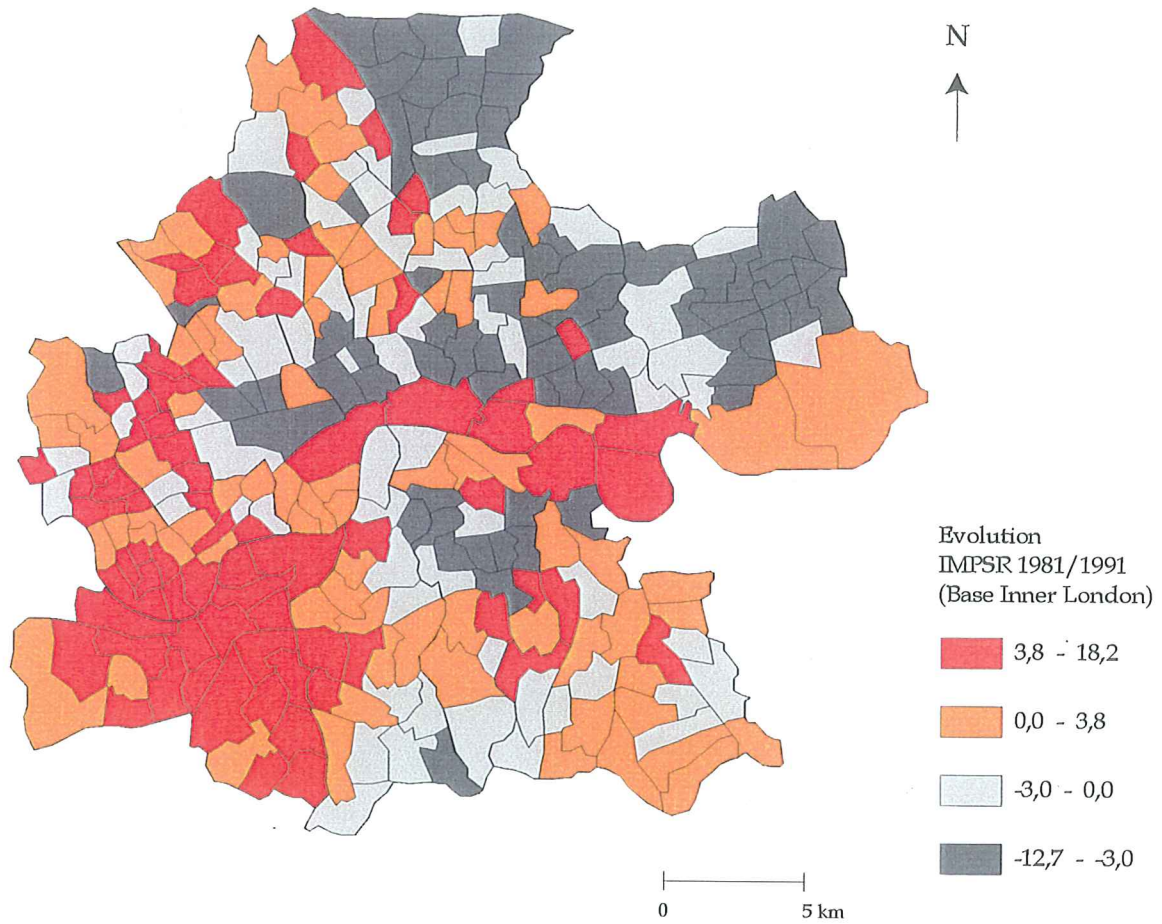 N
Evolution
IMPSR 1981/1991
(Base Inner London)
3,8 - 18,2
0,0 - 3,8
-3,0 - 0,0
-12,7 - -3,0
0 5 km